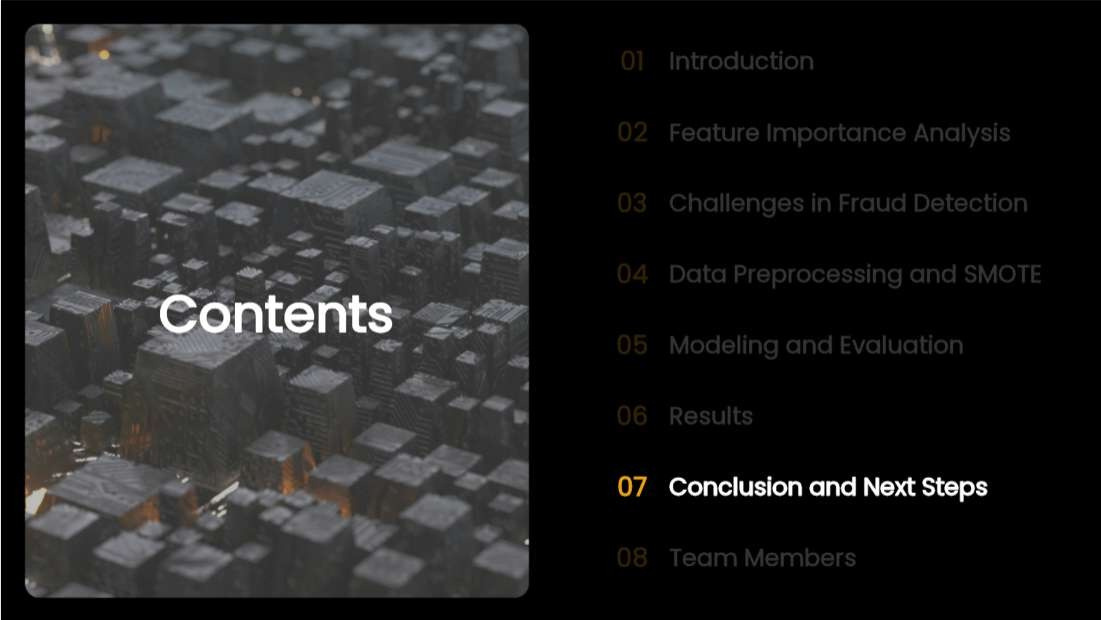 Contents
01 Introduction
02 Feature Importance Analysis
03 Challenges in Fraud Detection
04 Data Preprocessing and SMOTE
05 Modeling and Evaluation
06 Results
07 Conclusion and Next Steps
08 Team Members